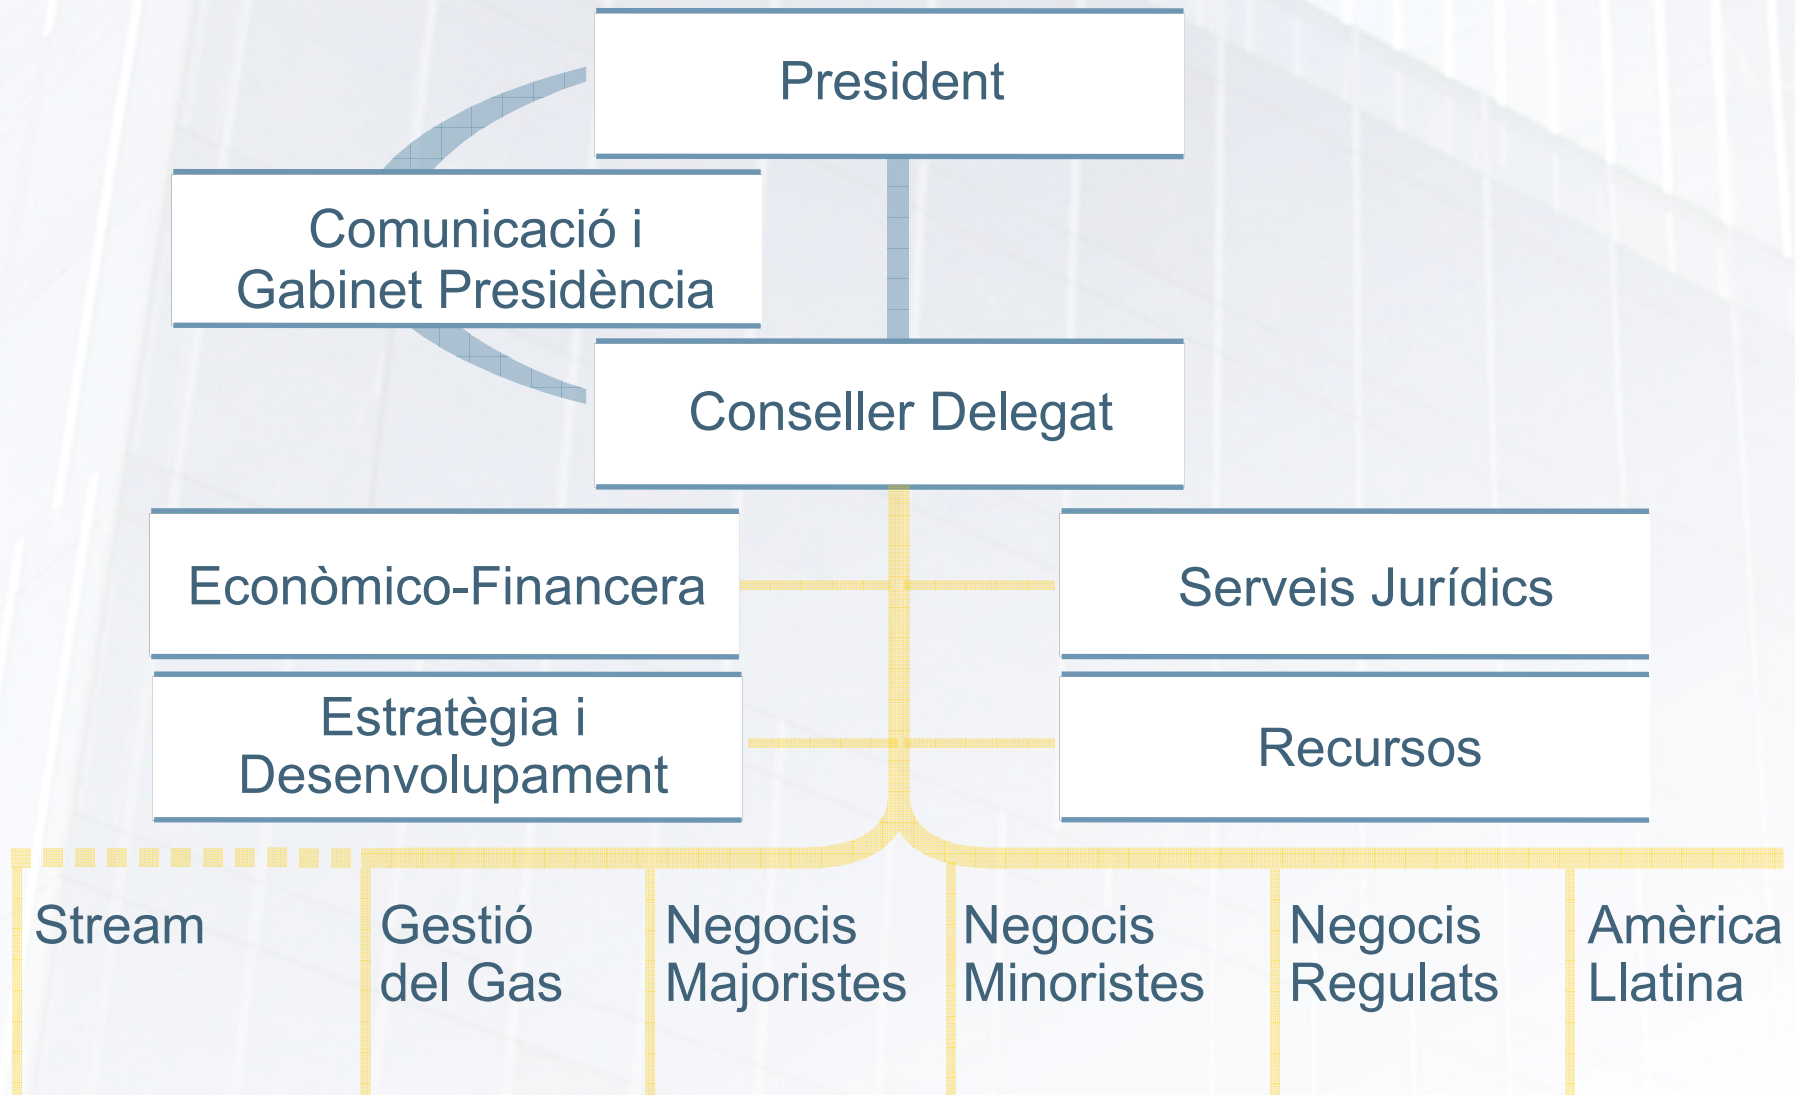 President
Comunicació i
Gabinet Presidència
Conseller Delegat
Econòmico-Financera
Serveis Jurídics
Estratègia i
Desenvolupament
Recursos
Stream
Gestió
del Gas
Negocis
Majoristes
Negocis
Minoristes
Negocis
Regulats
Amèrica
Llatina